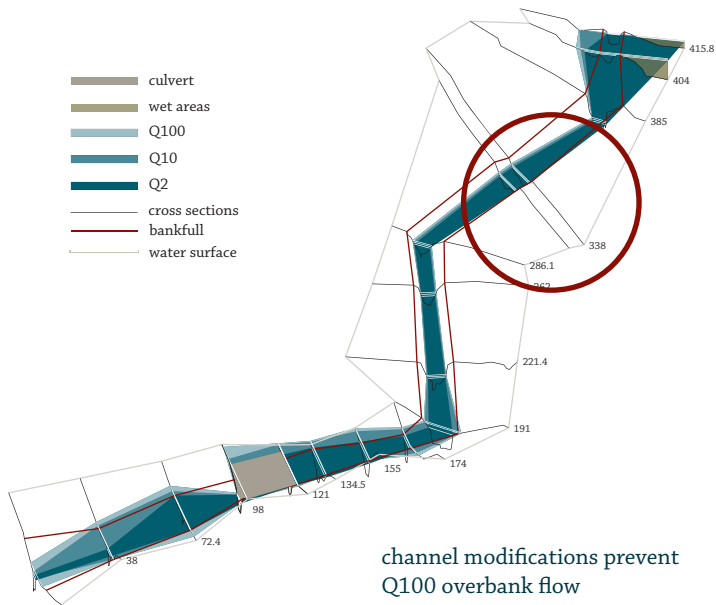 culvert
wet areas
Q100
Q10
Q2
cross sections
bankfull
water surface
415.8
404
385
338
286.1
262
221.4
191
174
155
134.5
121
98
72.4
38
channel modifications prevent
Q100 overbank flow